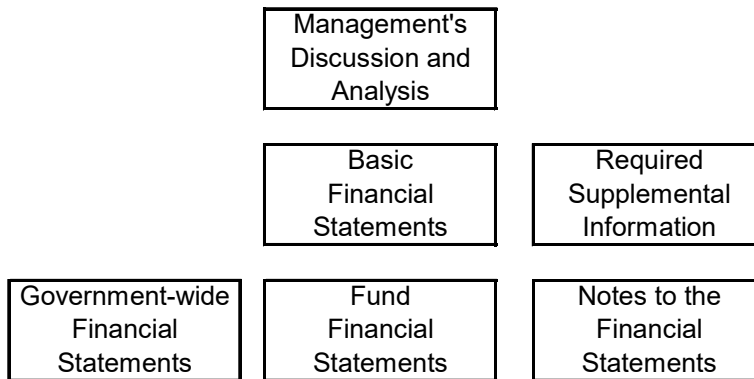 Management's
Discussion and
Analysis
Basic
Financial
Statements
Required
Supplemental
Information
Government-wide
Financial
Statements
Fund
Financial
Statements
Notes to the
Financial
Statements